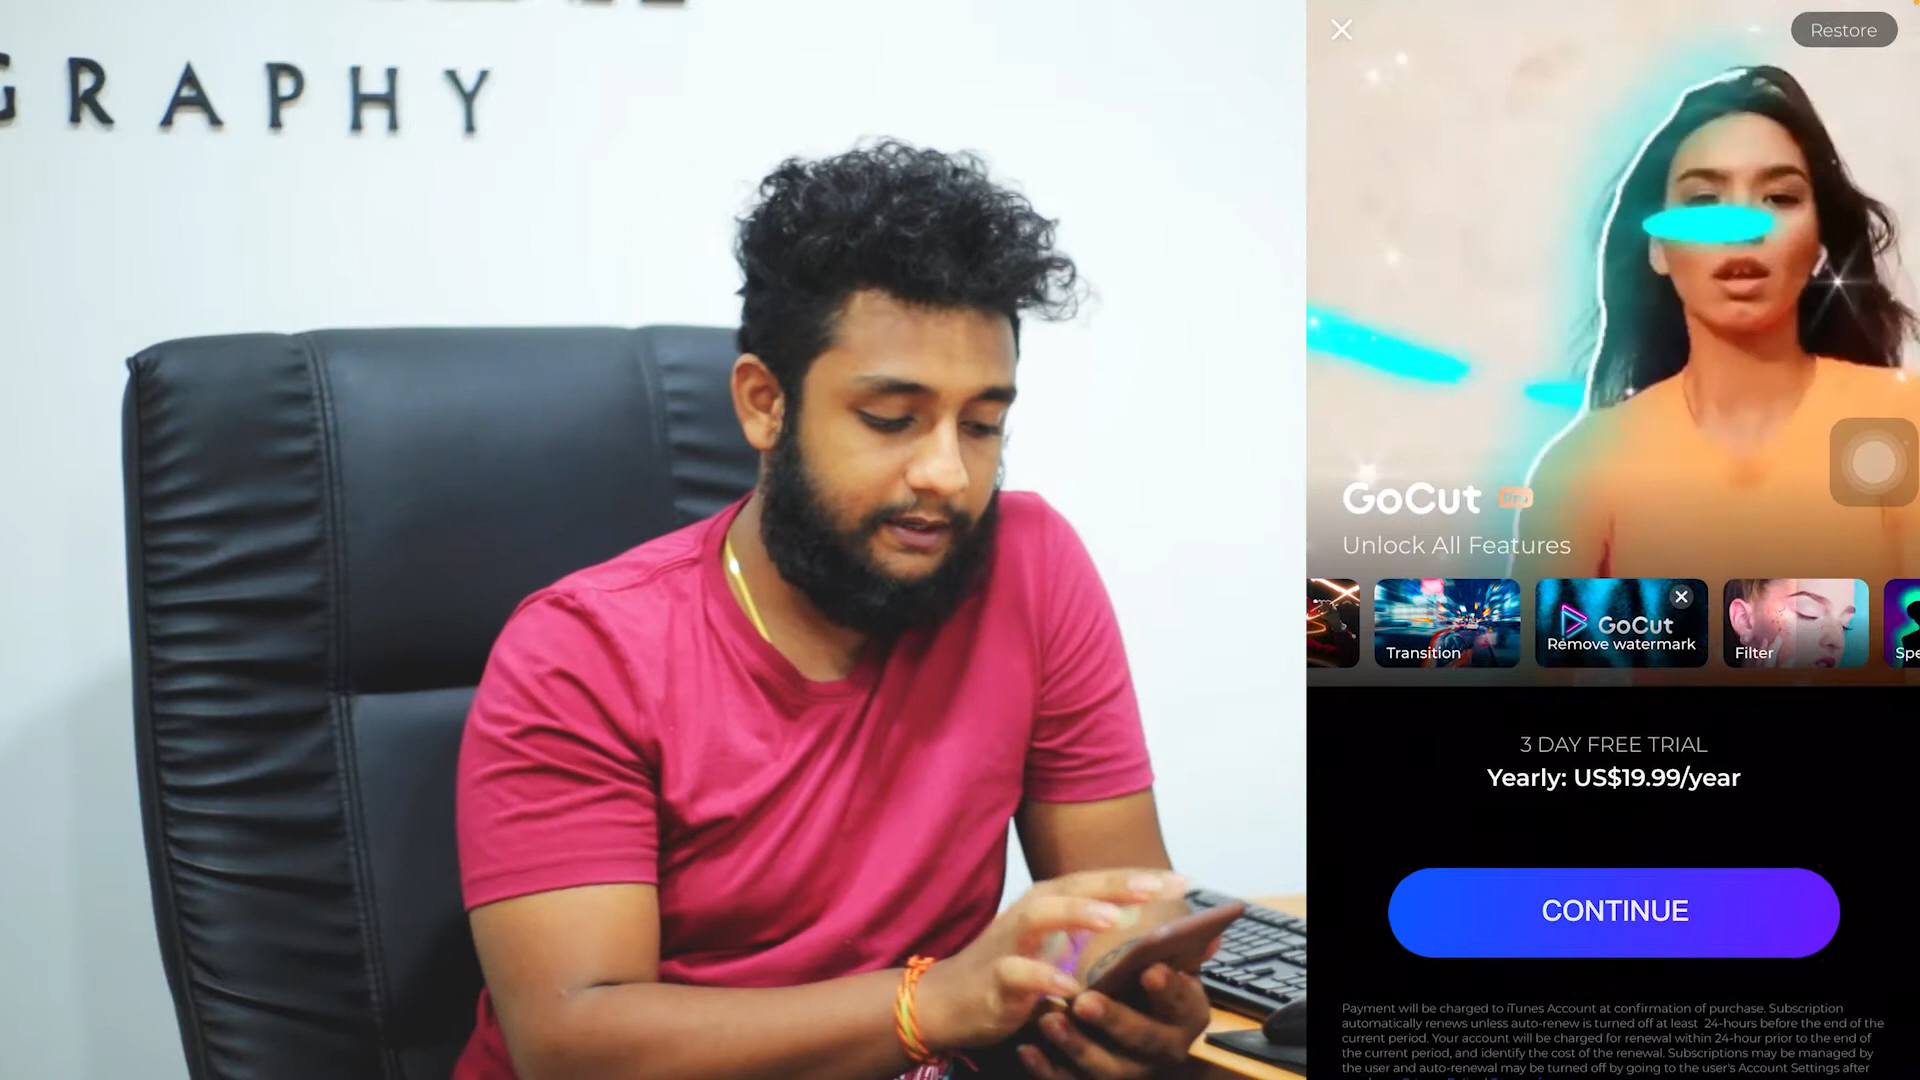 GRAPHY
Restore
GoCut
Unlock All Features
Transition
GoCut
Remove watermark
Filter
Spe
3 DAY FREE TRIAL
Yearly: US$19.99/year
CONTINUE
Payment will be charged to iTunes Account at confirmation of purchase. Subscription
automatically renews unless auto-renew is turned off at least 24-hours before the end of the
current period. Your account will be charged for renewal within 24-hour prior to the end of
the current period, and identify the cost of the renewal. Subscriptions may be managed by
the user and auto-renewal may be turned off by going to the user's Account Settings after